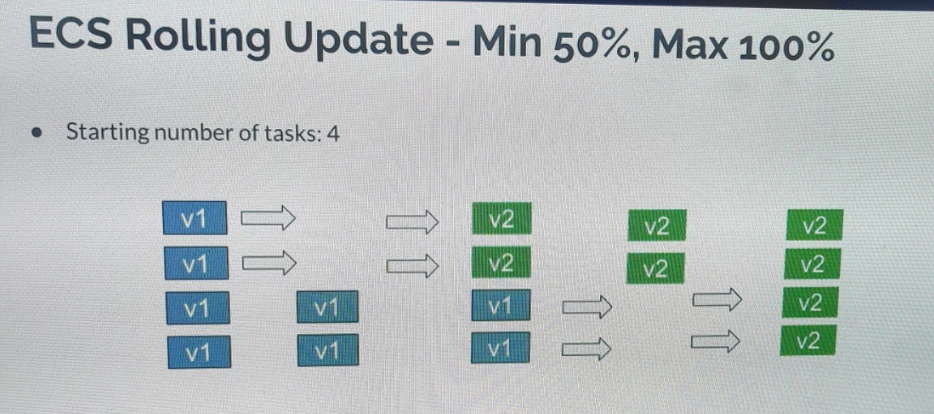 ECS Rolling Update - Min 50%, Max 100%
• Starting number of tasks: 4
v1 v2 v2 v2
v1 v2 v2 v2
v1 v1 v1 v2
v1 v1 v1 v2